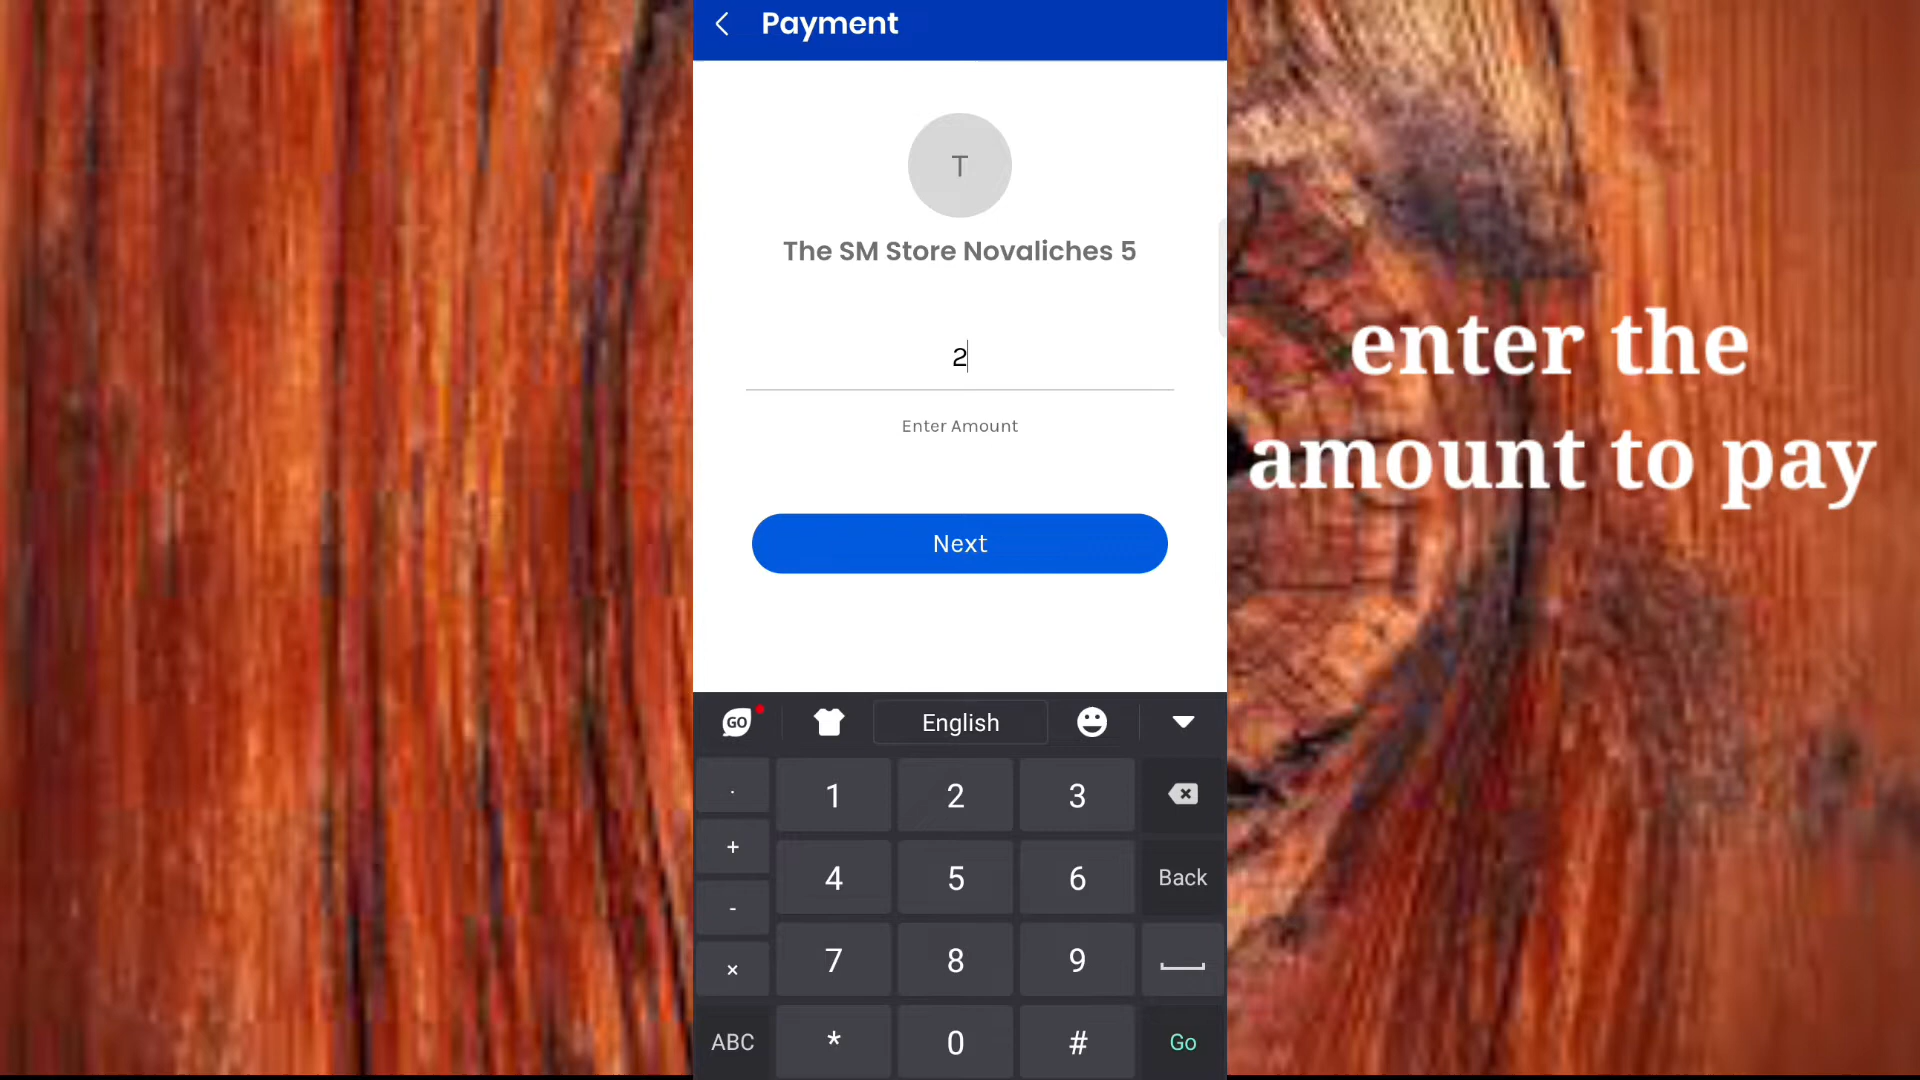 Payment
T
The SM Store Novaliches 5
2
Enter Amount
Next
enter the
amount to pay
GO
English
. 1 2 3
+
4 5 6 Back
-
7 8 9
×
ABC * 0 # Go